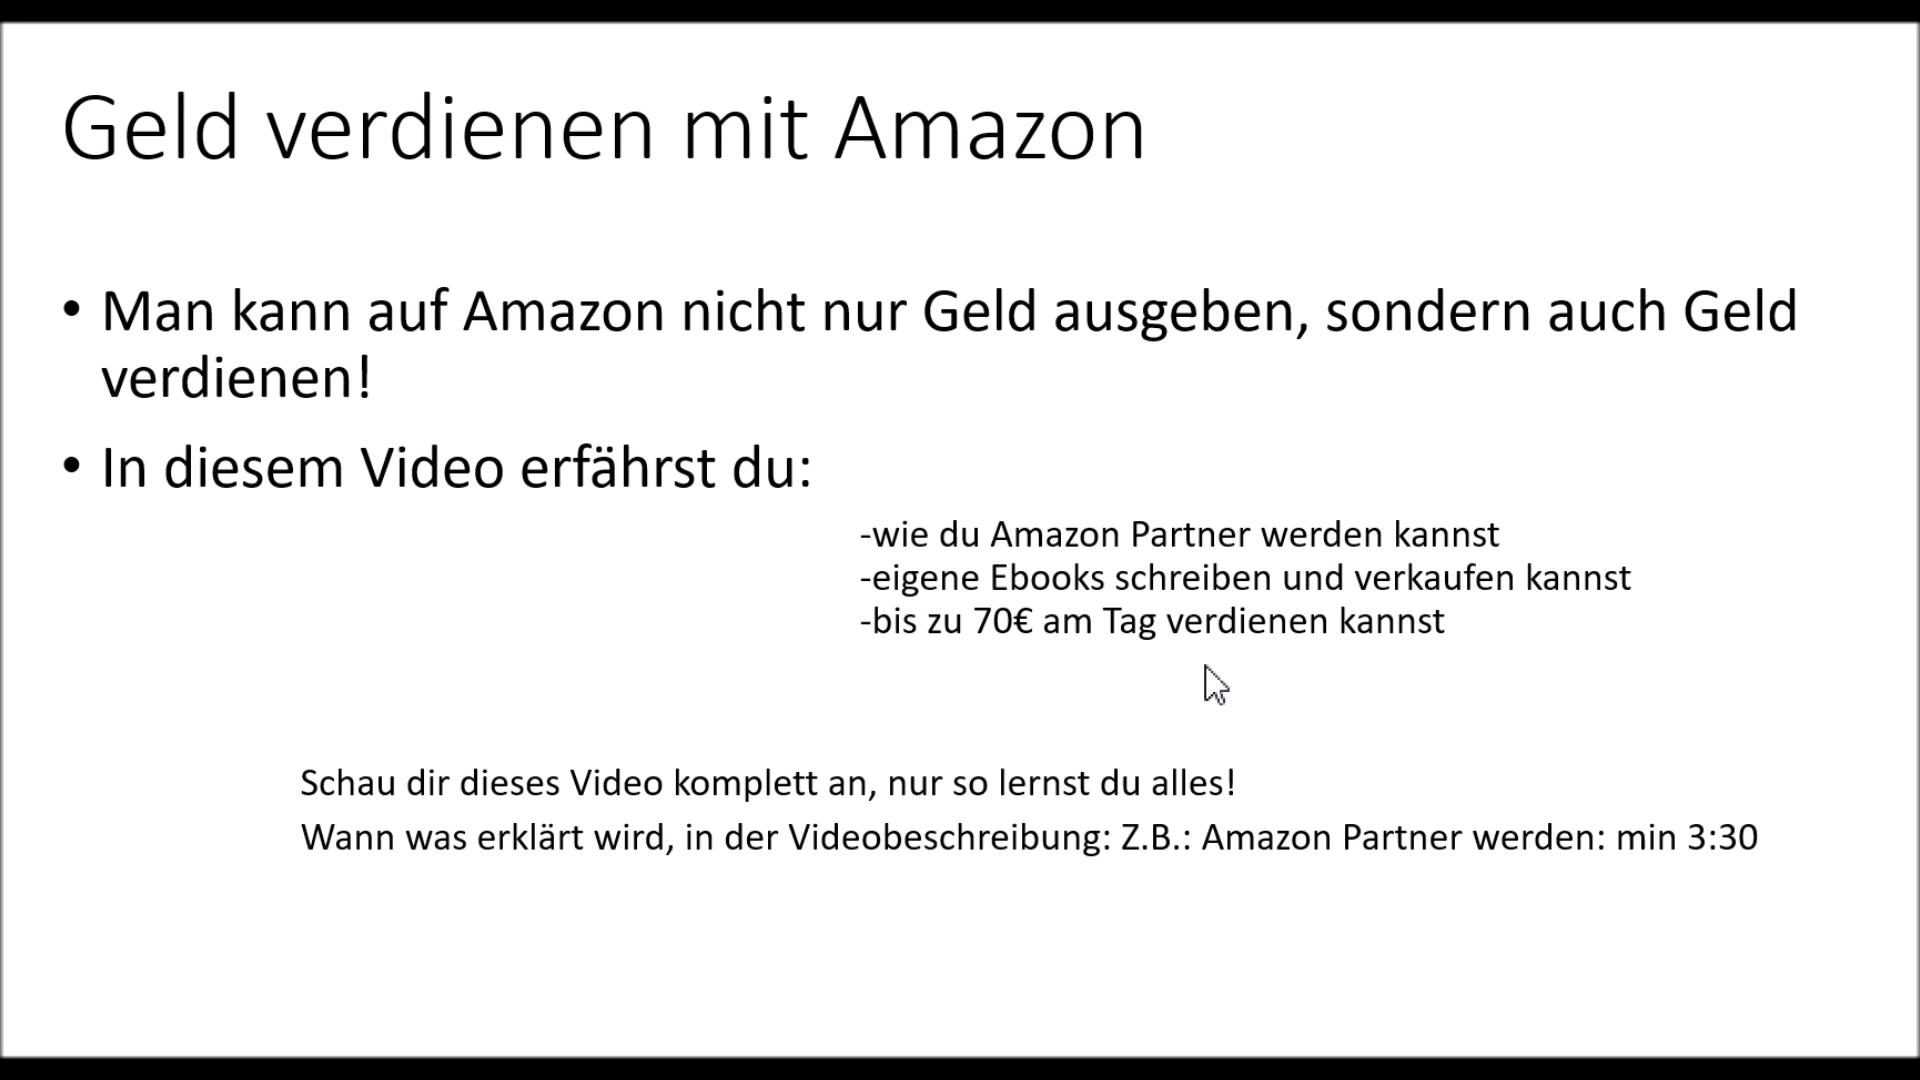 Geld verdienen mit Amazon
• Man kann auf Amazon nicht nur Geld ausgeben, sondern auch Geld
verdienen!
• In diesem Video erfährst du:
-wie du Amazon Partner werden kannst
-eigene Ebooks schreiben und verkaufen kannst
-bis zu 70€ am Tag verdienen kannst
Schau dir dieses Video komplett an, nur so lernst du alles!
Wann was erklärt wird, in der Videobeschreibung: Z.B.: Amazon Partner werden: min 3:30